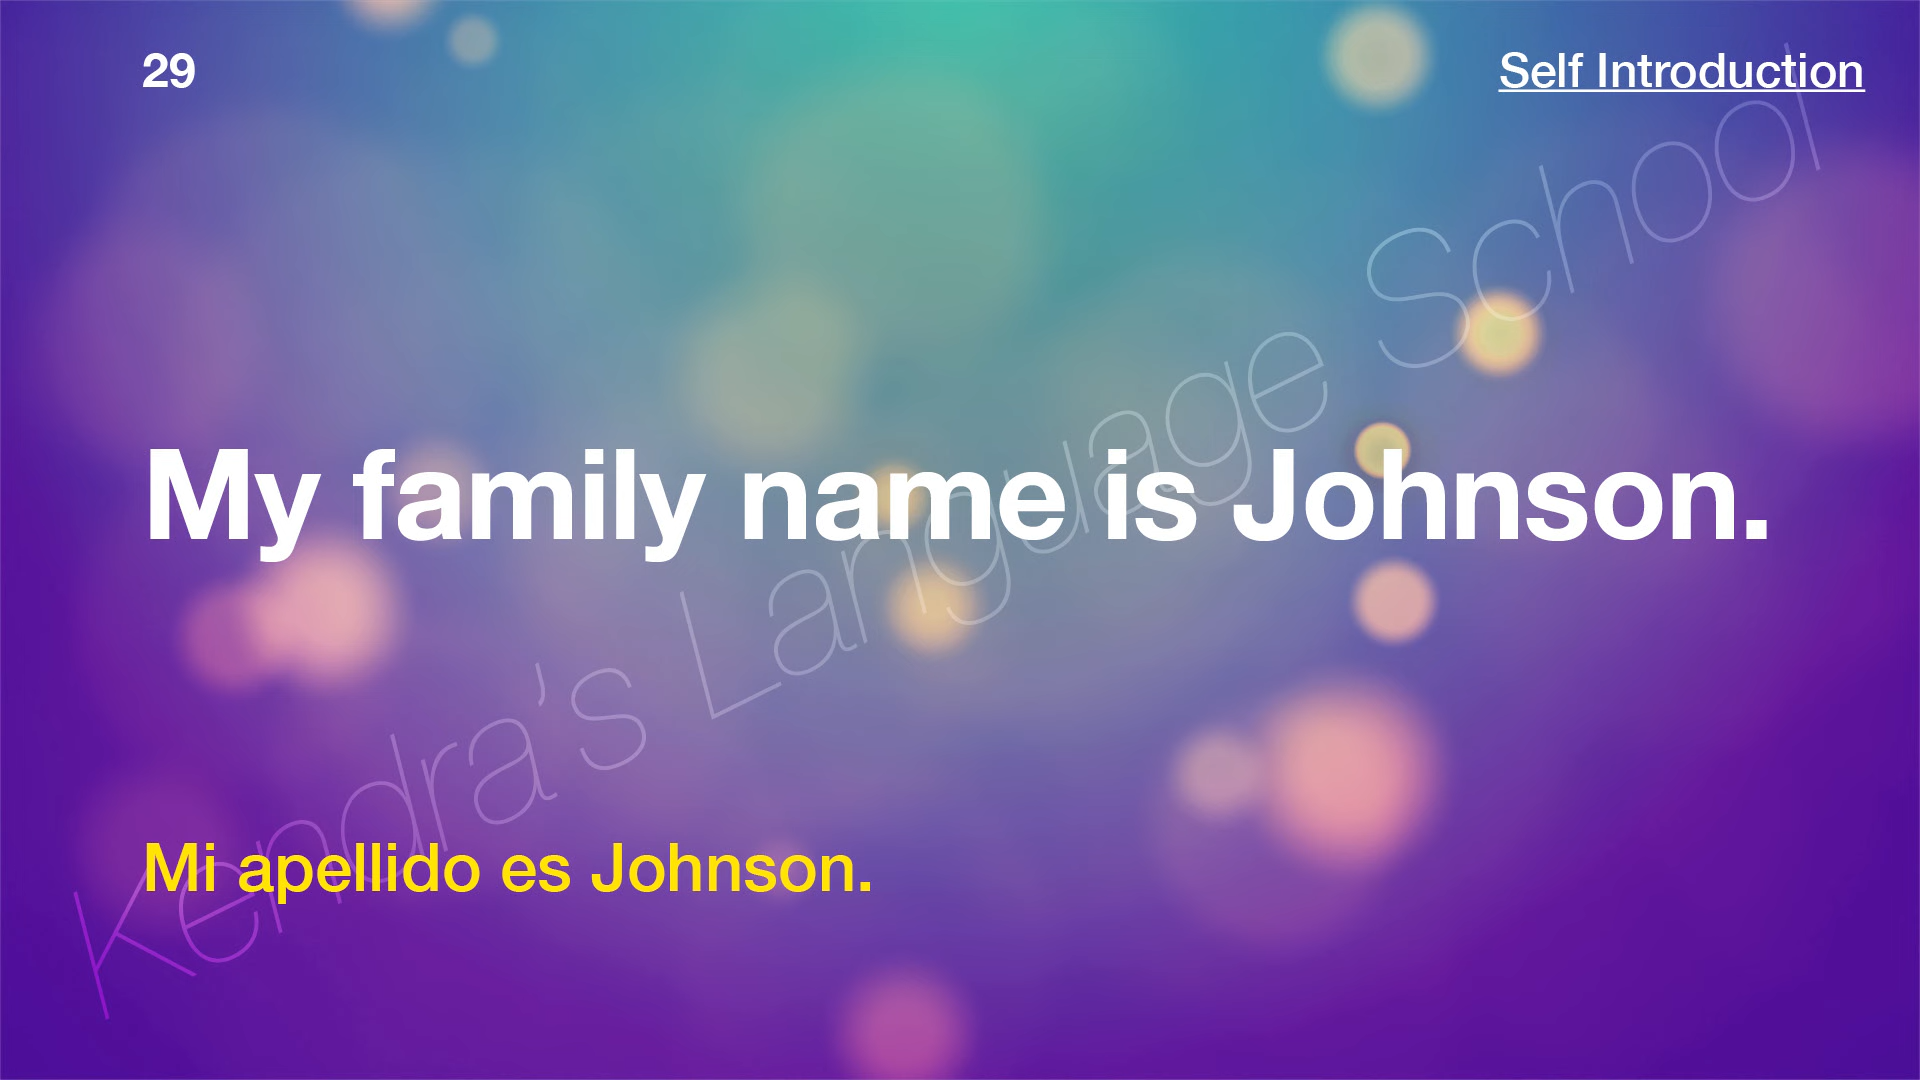 29
Self Introduction
My family name is Johnson.
Mi apellido es Johnson.
Kendra’s Language School